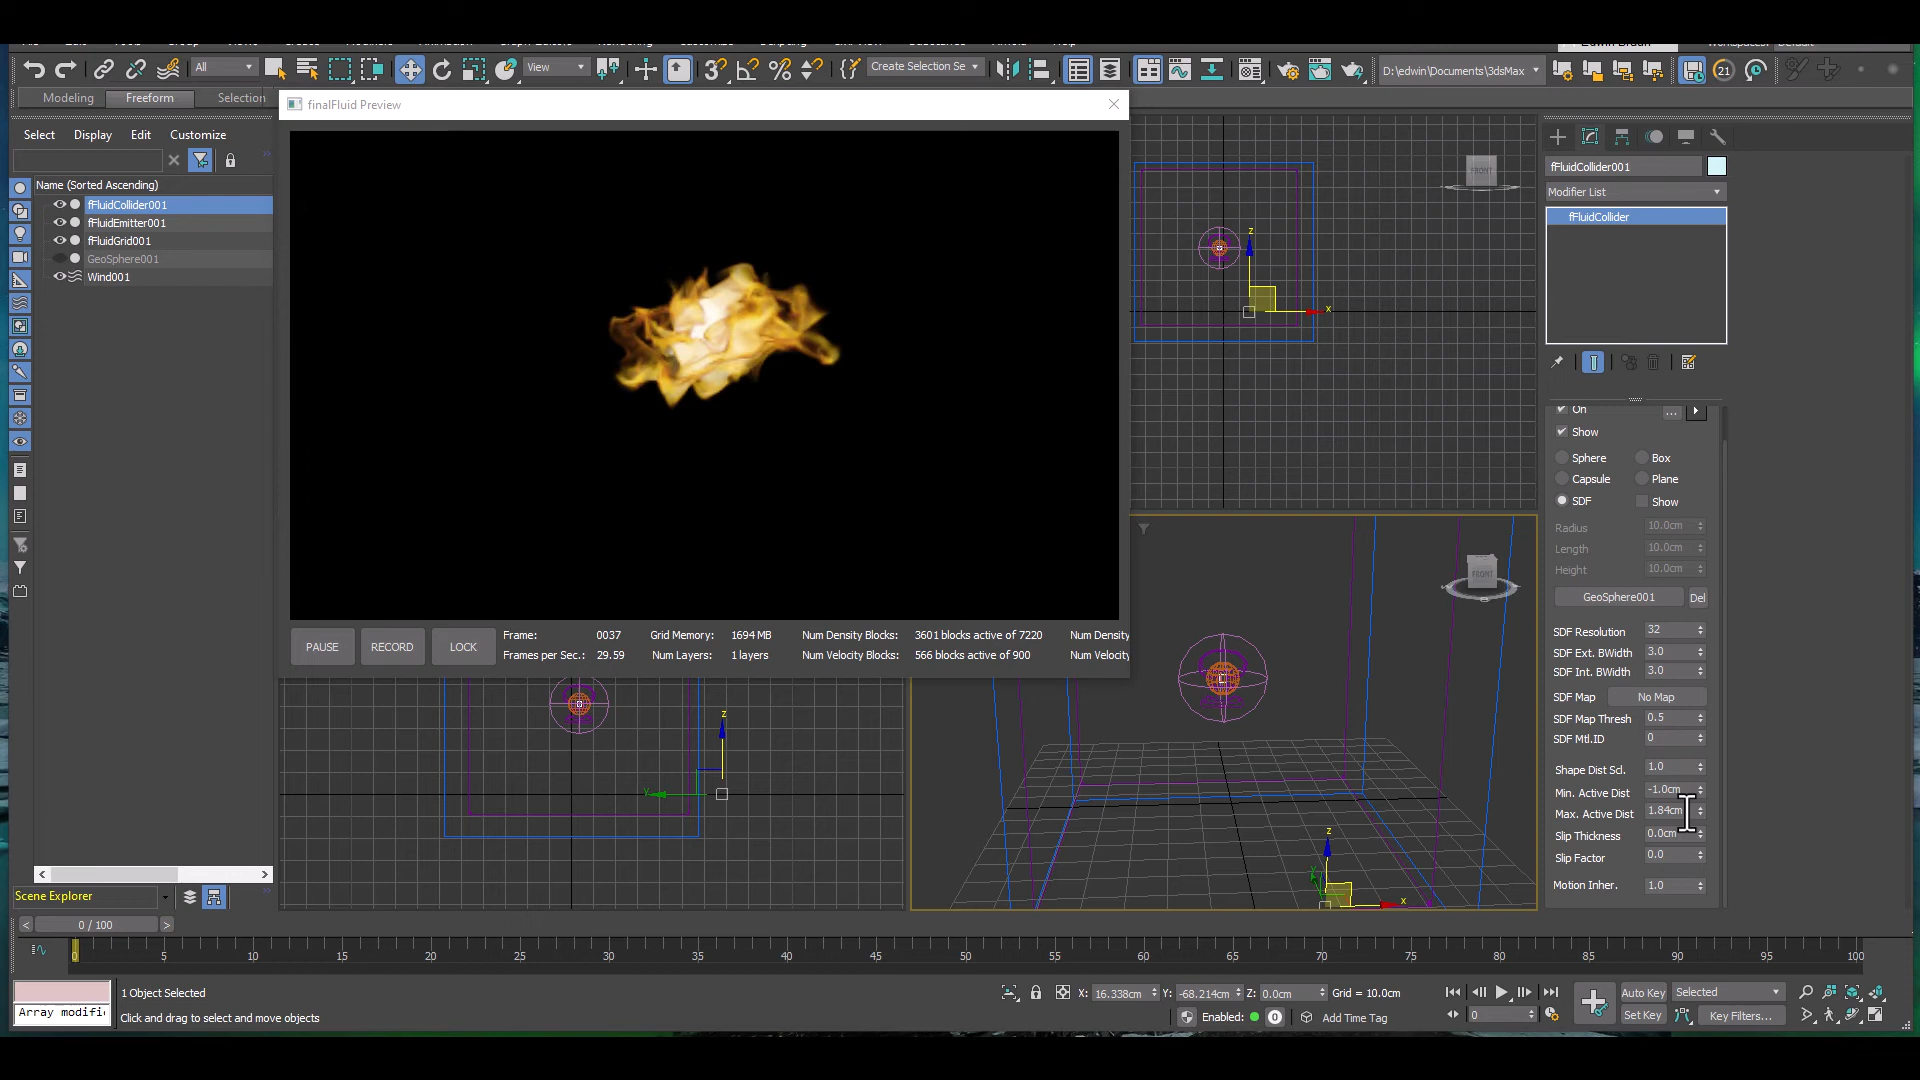 Edwin Braun
All
View
Create Selection Se
D:\edwin\Documents\3dsMax
21
Modeling
Freeform
Selection
finalFluid Preview
Select
Display
Edit
Customize
Name (Sorted Ascending)
fFluidCollider001
fFluidEmitter001
fFluidGrid001
GeoSphere001
Wind001
FRONT
z
x
fFluidCollider001
Modifier List
fFluidCollider
On
...
Show
Sphere
Box
Capsule
Plane
SDF
Show
Radius
10.0cm
Length
10.0cm
Height
10.0cm
GeoSphere001
Del
SDF Resolution
32
SDF Ext. BWidth
3.0
SDF Int. BWidth
3.0
SDF Map
No Map
SDF Map Thresh
0.5
SDF Mtl.ID
0
Shape Dist Scl.
1.0
Min. Active Dist
-1.0cm
Max. Active Dist
1.84cm
Slip Thickness
0.0cm
Slip Factor
0.0
Motion Inher.
1.0
FRONT
PAUSE
RECORD
LOCK
Frame:
0037
Grid Memory:
1694 MB
Num Density Blocks:
3601 blocks active of 7220
Num Density
Frames per Sec.:
29.59
Num Layers:
1 layers
Num Velocity Blocks:
566 blocks active of 900
Num Velocity
z
y
z
x
Scene Explorer
0 / 100
0
5
10
15
20
25
30
35
40
45
50
55
60
65
70
75
80
85
90
95
100
1 Object Selected
Click and drag to select and move objects
Array modifi
X:
16.338cm
Y:
-68.214cm
Z:
0.0cm
Grid = 10.0cm
Enabled:
0
Add Time Tag
0
Auto Key
Selected
Set Key
Key Filters...